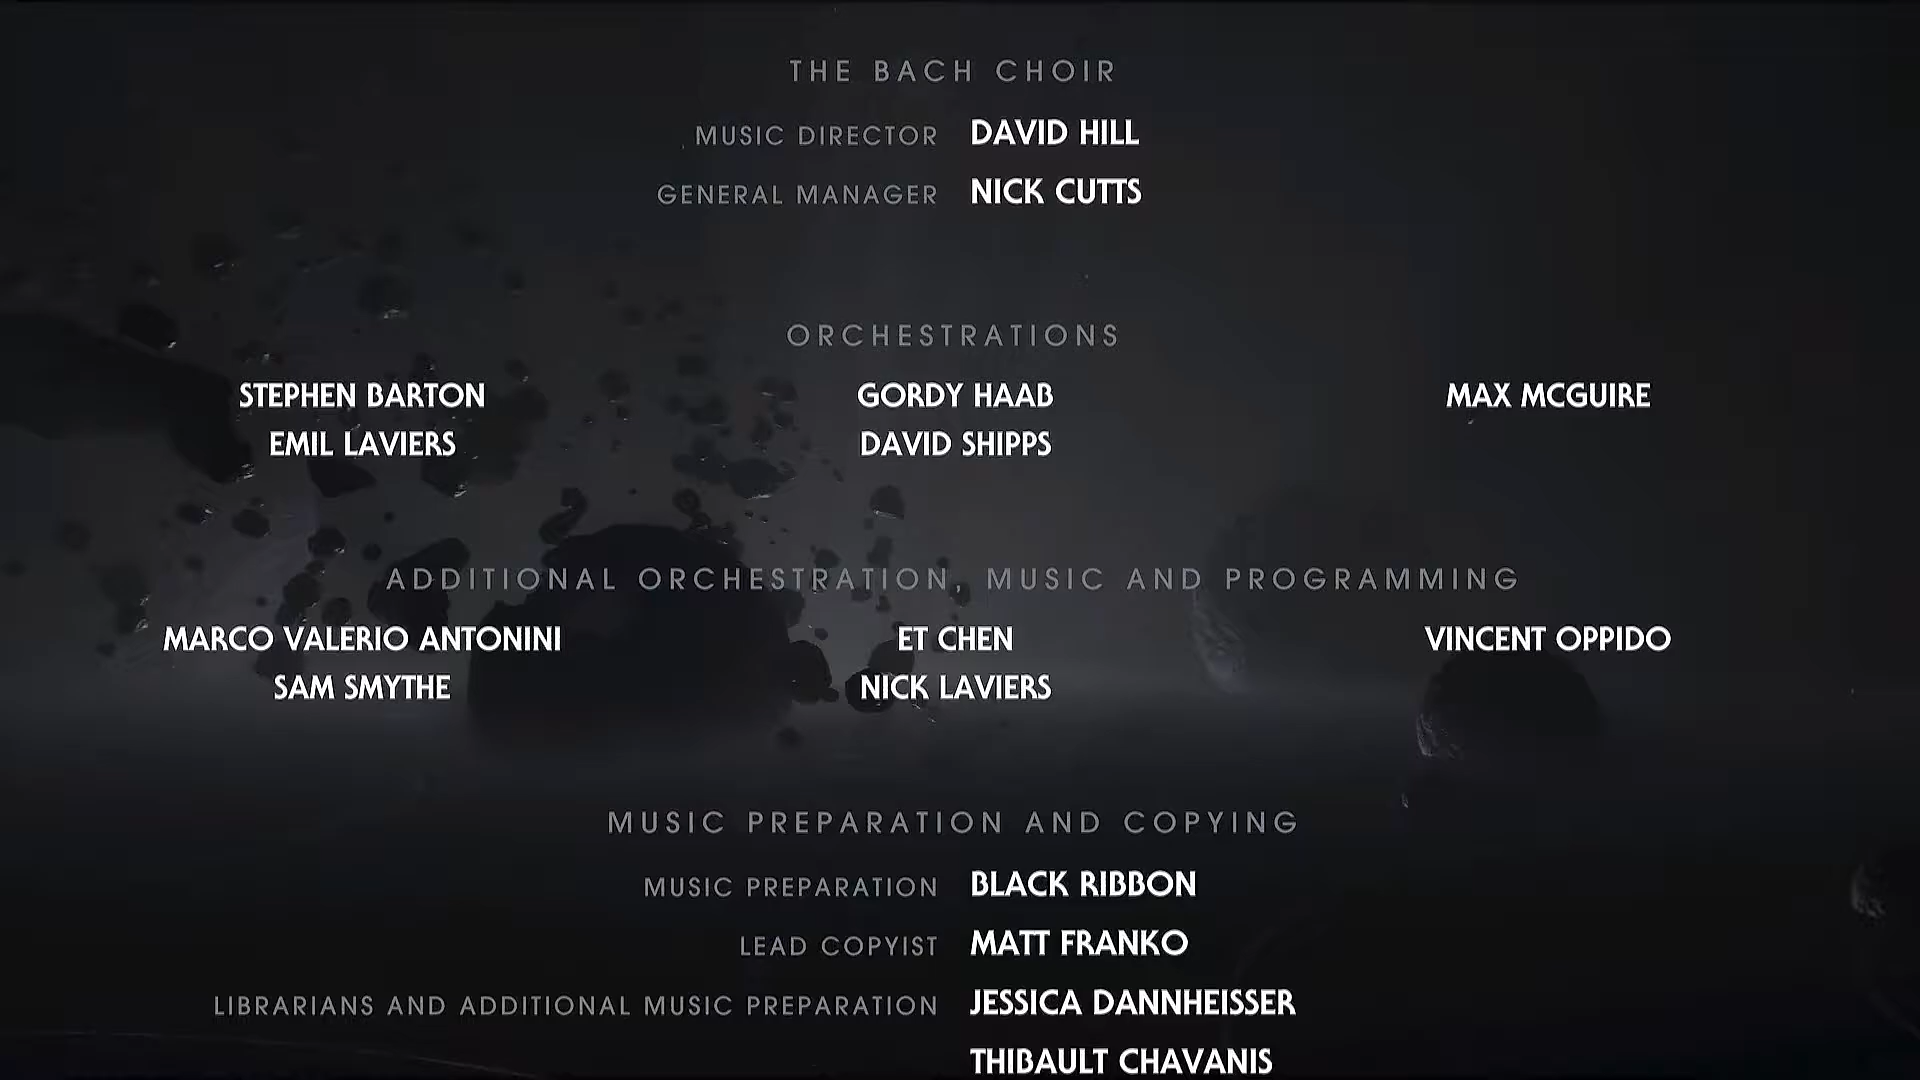 THE BACH CHOIR
MUSIC DIRECTOR DAVID HILL
GENERAL MANAGER NICK CUTTS
ORCHESTRATIONS
STEPHEN BARTON GORDY HAAB MAX MCGUIRE
EMIL LAVIERS DAVID SHIPPS
ADDITIONAL ORCHESTRATION, MUSIC AND PROGRAMMING
MARCO VALERIO ANTONINI ET CHEN VINCENT OPPIDO
SAM SMYTHE NICK LAVIERS
MUSIC PREPARATION AND COPYING
MUSIC PREPARATION BLACK RIBBON
LEAD COPYIST MATT FRANKO
LIBRARIANS AND ADDITIONAL MUSIC PREPARATION JESSICA DANNHEISSER
THIBAULT CHAVANIS